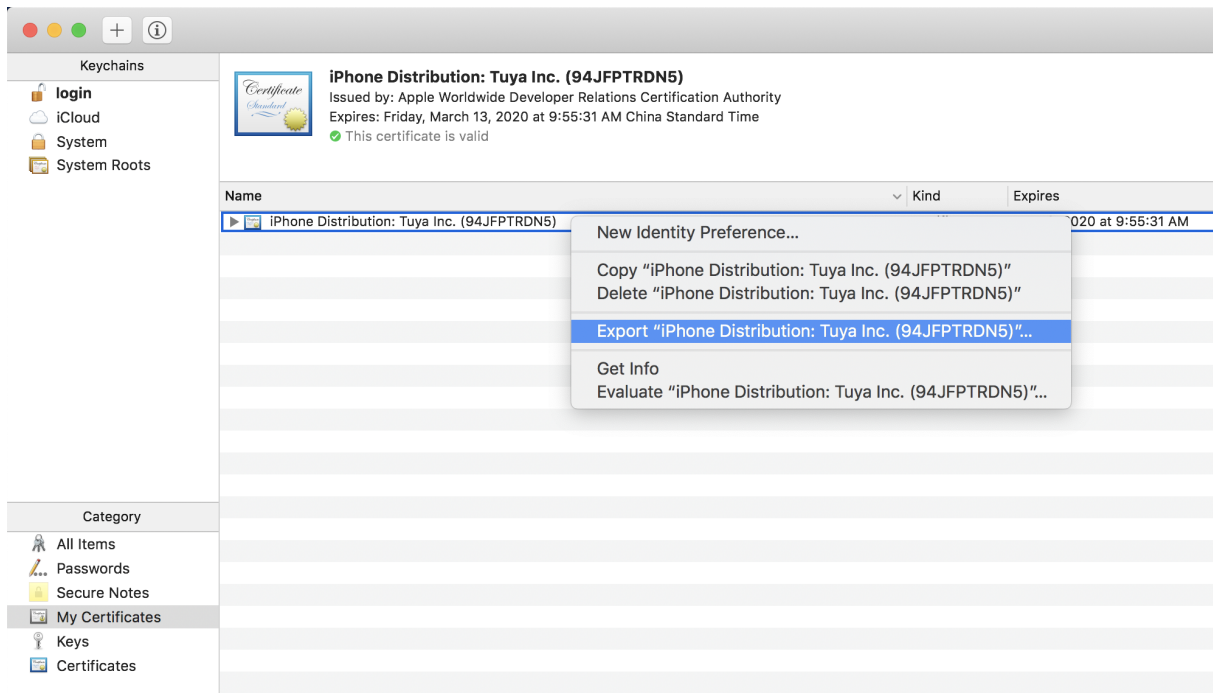 Keychains
login
iCloud
System
System Roots
Certificate
Standard
iPhone Distribution: Tuya Inc. (94JFPTRDN5)
Issued by: Apple Worldwide Developer Relations Certification Authority
Expires: Friday, March 13, 2020 at 9:55:31 AM China Standard Time
This certificate is valid
Name Kind Expires
iPhone Distribution: Tuya Inc. (94JFPTRDN5) 2020 at 9:55:31 AM
New Identity Preference...
Copy “iPhone Distribution: Tuya Inc. (94JFPTRDN5)”
Delete “iPhone Distribution: Tuya Inc. (94JFPTRDN5)”
Export “iPhone Distribution: Tuya Inc. (94JFPTRDN5)”...
Get Info
Evaluate “iPhone Distribution: Tuya Inc. (94JFPTRDN5)”...
Category
All Items
Passwords
Secure Notes
My Certificates
Keys
Certificates